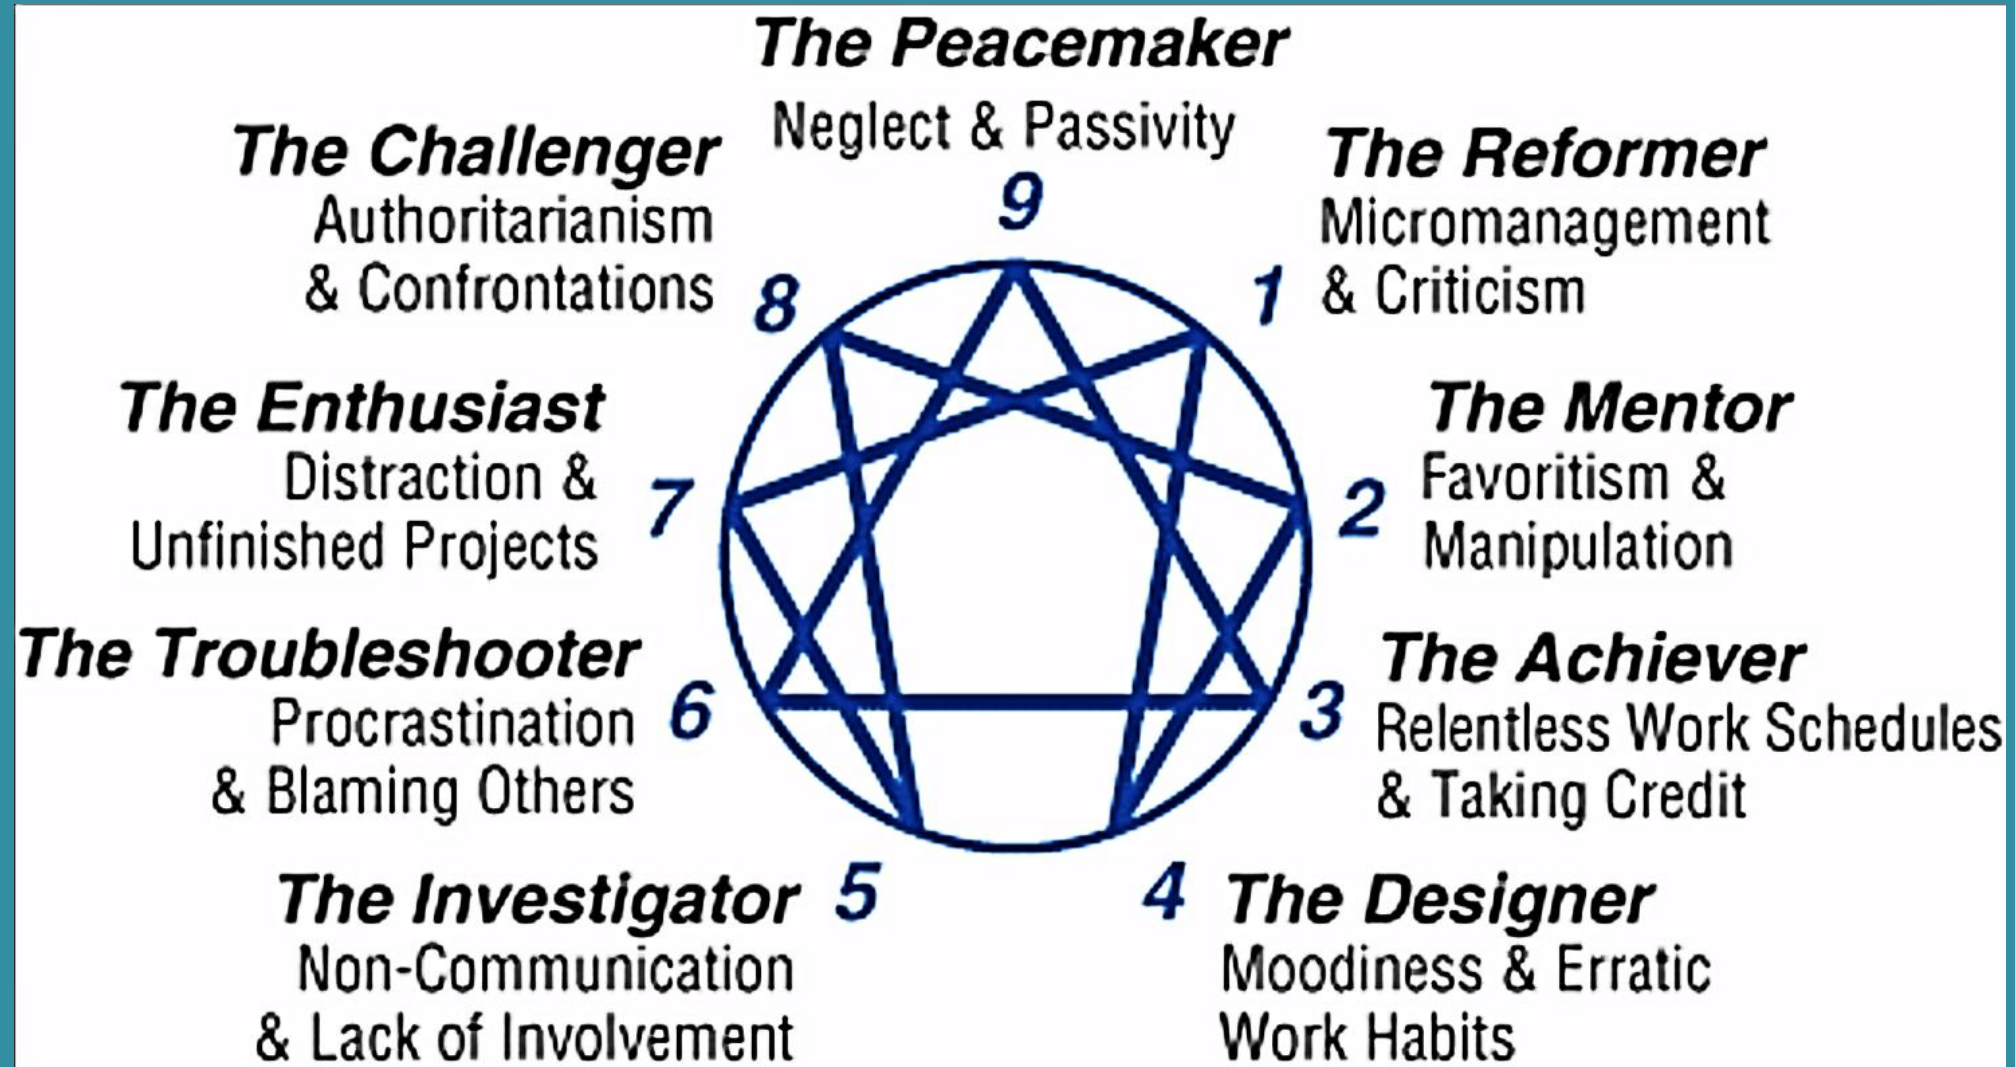 The Peacemaker
Neglect & Passivity
9
The Reformer
Micromanagement
& Criticism
1
The Mentor
Favoritism &
Manipulation
2
The Achiever
Relentless Work Schedules
& Taking Credit
3
The Designer
Moodiness & Erratic
Work Habits
4
The Investigator
Non-Communication
& Lack of Involvement
5
The Troubleshooter
Procrastination
& Blaming Others
6
The Enthusiast
Distraction &
Unfinished Projects
7
The Challenger
Authoritarianism
& Confrontations
8